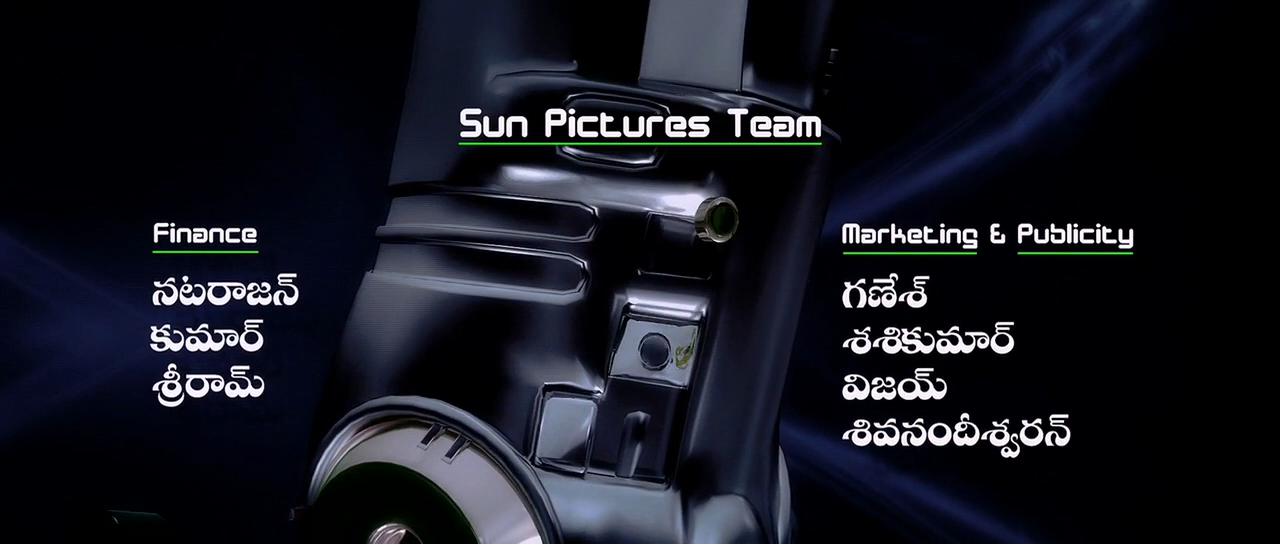 Sun Pictures Team
Finance
నటరాజన్
కుమార్
శ్రీరామ్
Marketing & Publicity
గణేశ్
శశికుమార్
విజయ్
శివనందీశ్వరన్